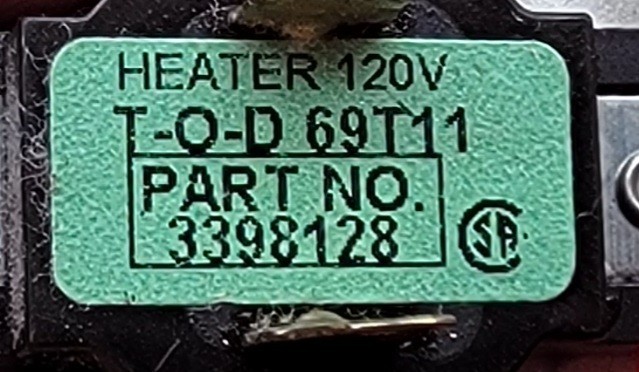 HEATER 120V
T-O-D 69T11
PART NO.
3398128
SA